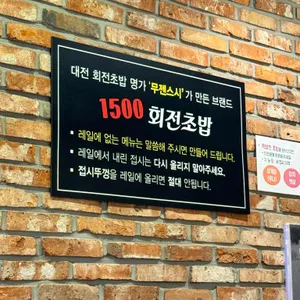 대전 회전초밥 명가 '무젠스시'가 만든 브랜드
1500 회전초밥
• 레일에 없는 메뉴는 말씀해 주시면 만들어 드립니다.
• 레일에서 내린 접시는 다시 올리지 말아주세요.
• 접시뚜껑을 레일에 올리면 절대 안됩니다.